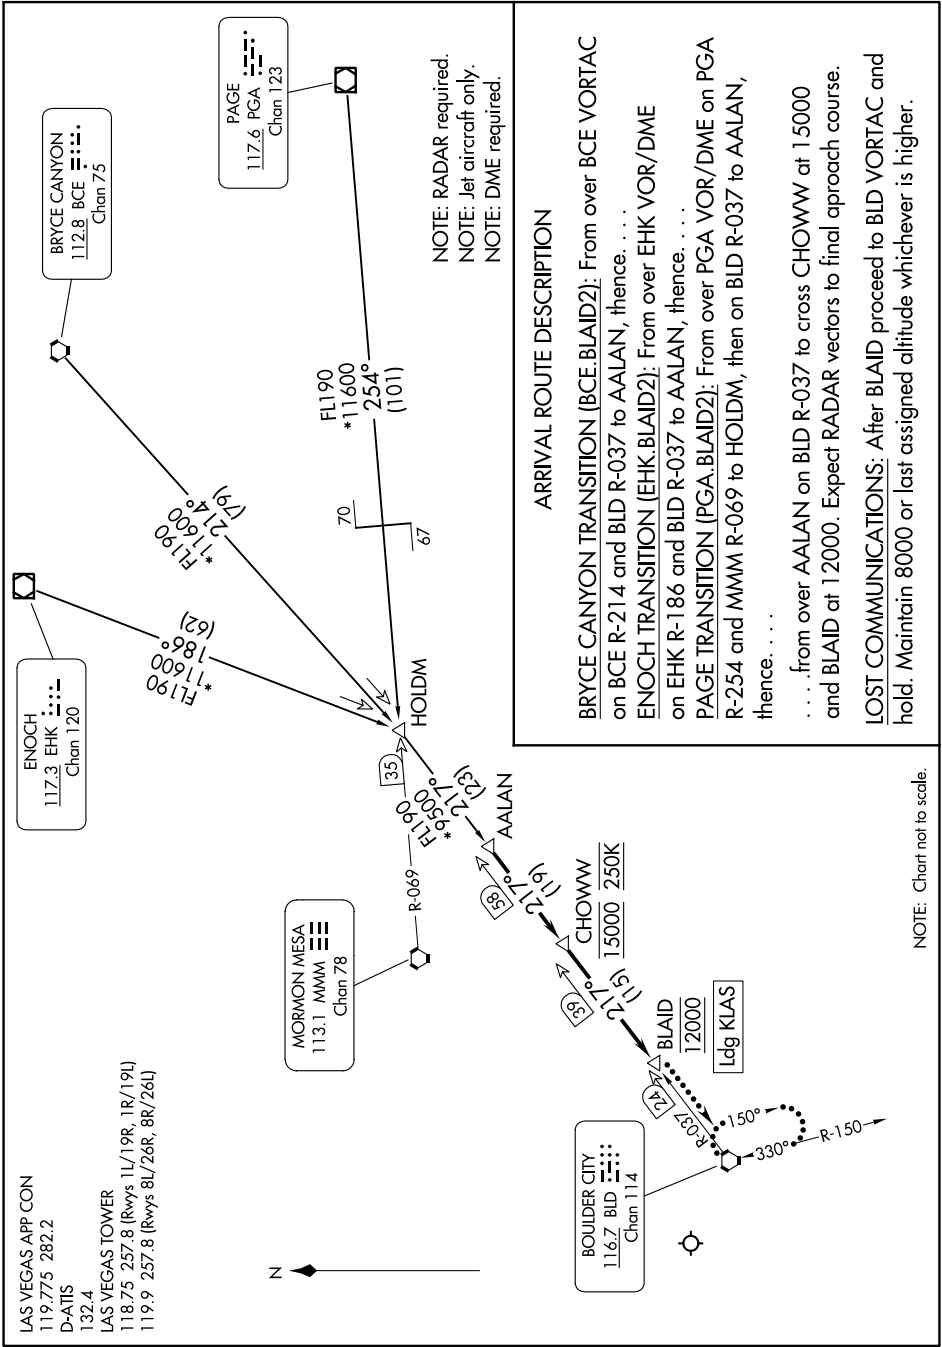 LAS VEGAS APP CON
119.775 282.2
D-ATIS
132.4
LAS VEGAS TOWER
118.75 257.8 (Rwys 1L/19R, 1R/19L)
119.9 257.8 (Rwys 8L/26R, 8R/26L)
ENOCH
117.3 EHK
Chan 120
BRYCE CANYON
112.8 BCE
Chan 75
PAGE
117.6 PGA
Chan 123
MORMON MESA
113.1 MMM
Chan 78
BOULDER CITY
116.7 BLD
Chan 114
N
FL190
*11600
186°
(62)
FL190
*11600
214°
(79)
FL190
*11600
254°
(101)
70
67
HOLDM
35
R-069
FL190
*9500
217°
(23)
AALAN
58
217°
(19)
CHOWW
15000 250K
39
217°
(15)
BLAID
12000
Ldg KLAS
24
R-037
150°
330°
R-150
NOTE: RADAR required.
NOTE: Jet aircraft only.
NOTE: DME required.
NOTE: Chart not to scale.
ARRIVAL ROUTE DESCRIPTION
BRYCE CANYON TRANSITION (BCE.BLAID2): From over BCE VORTAC
on BCE R-214 and BLD R-037 to AALAN, thence. . . .
ENOCH TRANSITION (EHK.BLAID2): From over EHK VOR/DME
on EHK R-186 and BLD R-037 to AALAN, thence. . . .
PAGE TRANSITION (PGA.BLAID2): From over PGA VOR/DME on PGA
R-254 and MMM R-069 to HOLDM, then on BLD R-037 to AALAN,
thence. . . .
. . . .from over AALAN on BLD R-037 to cross CHOWW at 15000
and BLAID at 12000. Expect RADAR vectors to final aproach course.
LOST COMMUNICATIONS: After BLAID proceed to BLD VORTAC and
hold. Maintain 8000 or last assigned altitude whichever is higher.